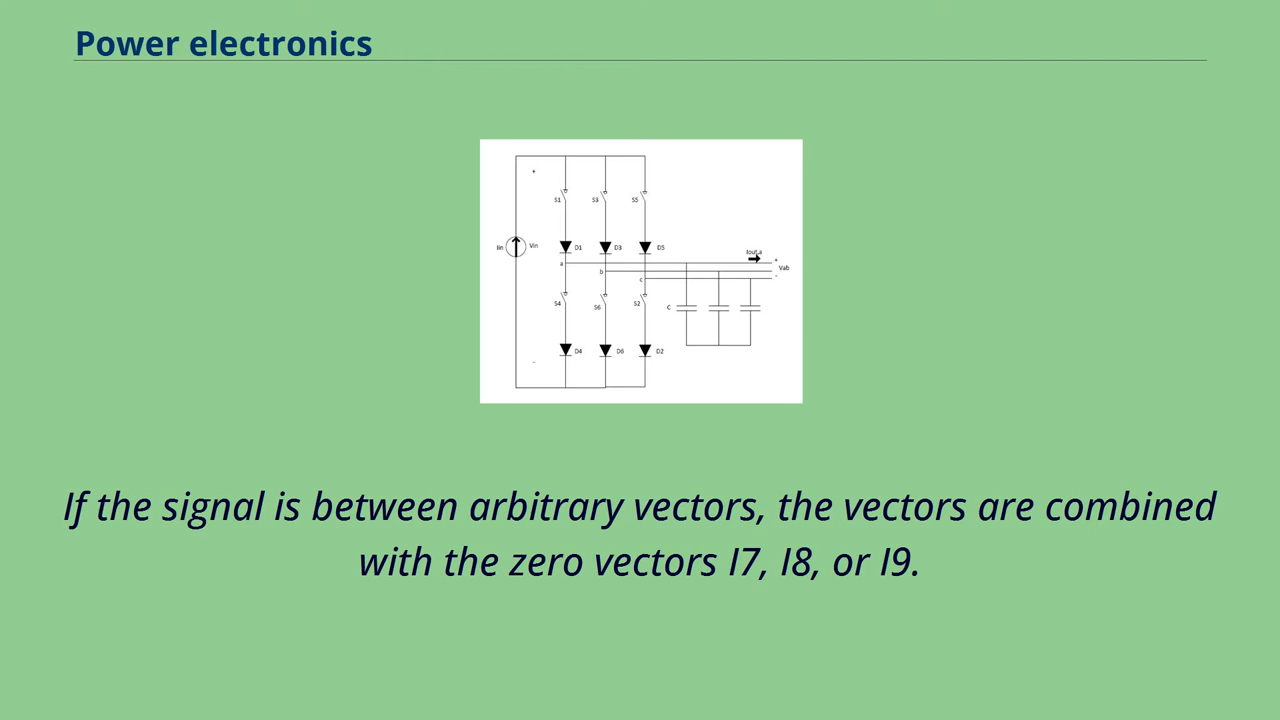 Power electronics
+
S1 S3 S5
Iin Vin D1 D3 D5
Iout,a
a +
b Vab
c -
S4 S6 S2 C
D4 D6 D2
-
If the signal is between arbitrary vectors, the vectors are combined
with the zero vectors I7, I8, or I9.